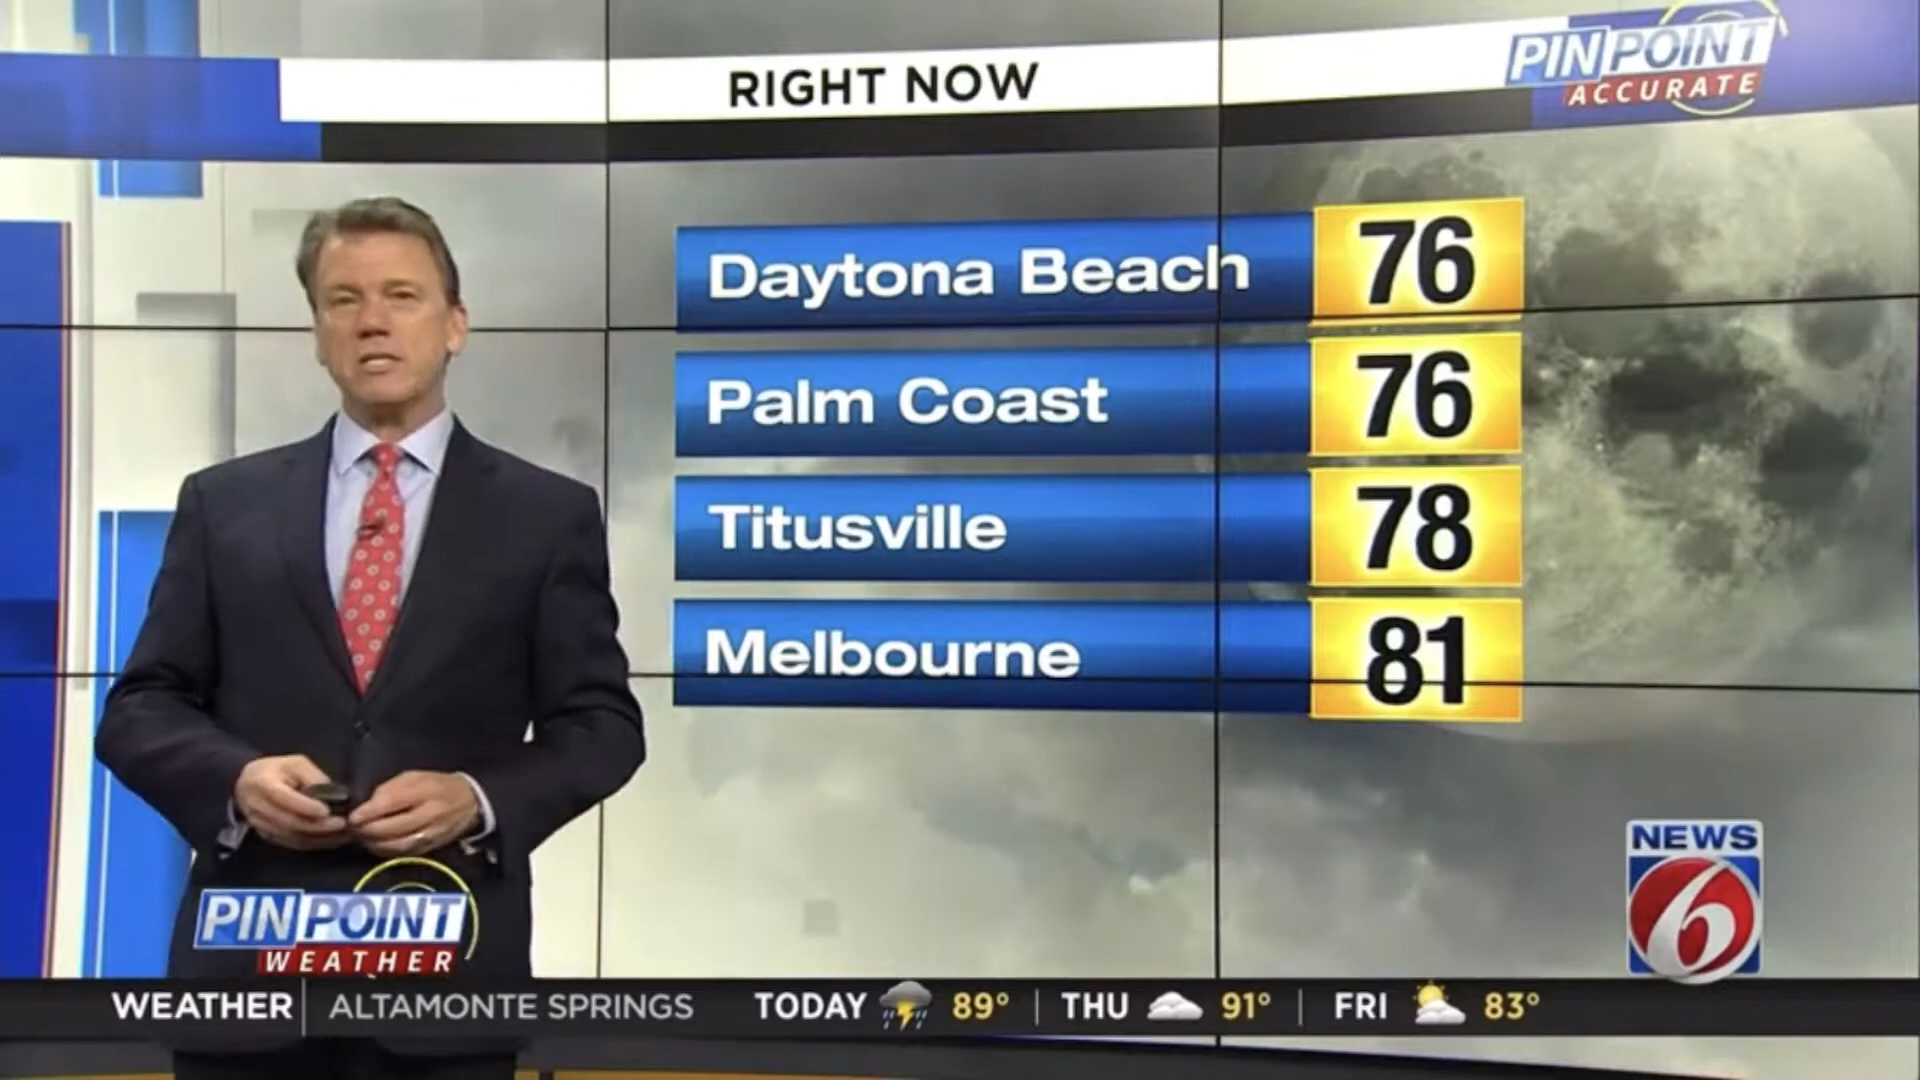 RIGHT NOW
PINPOINT
ACCURATE
Daytona Beach 76
Palm Coast 76
Titusville 78
Melbourne 81
NEWS
6
PINPOINT
WEATHER
WEATHER | ALTAMONTE SPRINGS TODAY 89° | THU 91° | FRI 83°